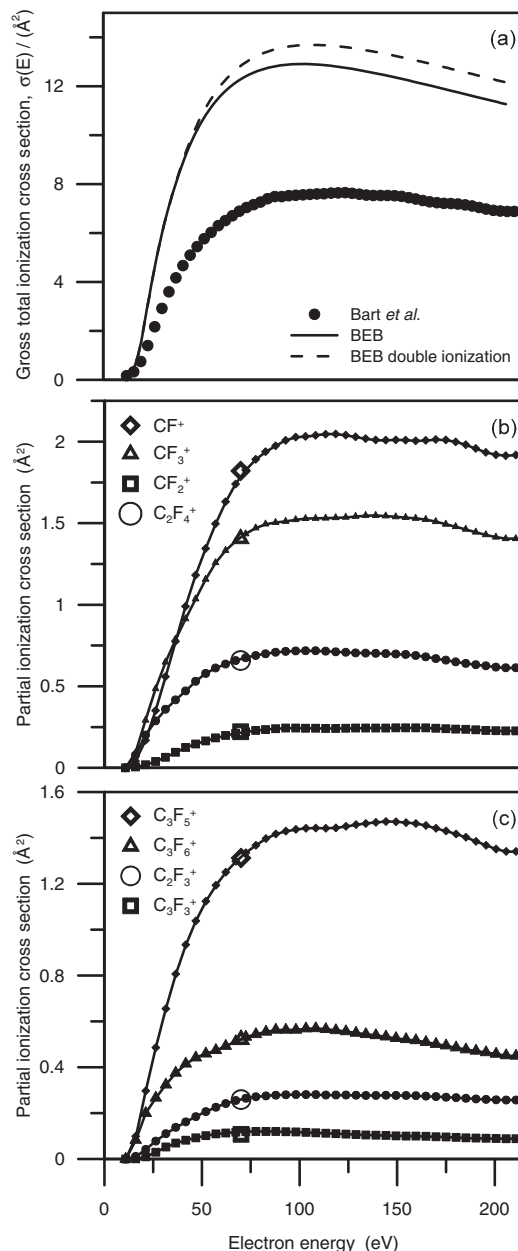 (a)
Gross total ionization cross section, σ(E) / (Å²)
12
8
4
0
Bart et al.
BEB
BEB double ionization
(b)
Partial ionization cross section (Å²)
2
1.5
1
0.5
0
CF⁺
CF₃⁺
CF₂⁺
C₂F₄⁺
(c)
Partial ionization cross section (Å²)
1.6
1.2
0.8
0.4
0
C₃F₅⁺
C₃F₆⁺
C₂F₃⁺
C₃F₃⁺
0 50 100 150 200
Electron energy (eV)